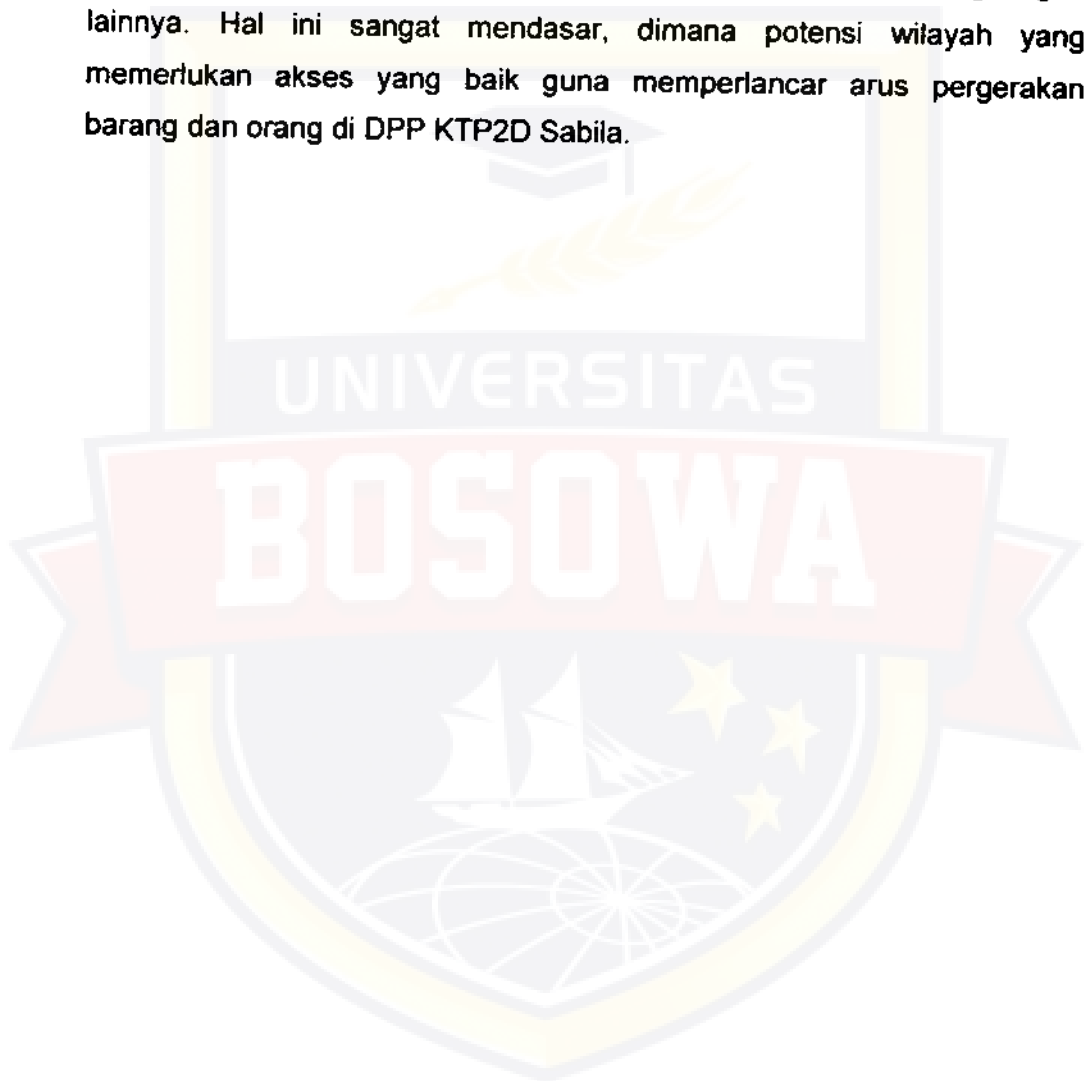 lainnya. Hal ini sangat mendasar, dimana potensi wilayah yang
memerlukan akses yang baik guna memperlancar arus pergerakan
barang dan orang di DPP KTP2D Sabila.
UNIVERSITAS
BOSOWA